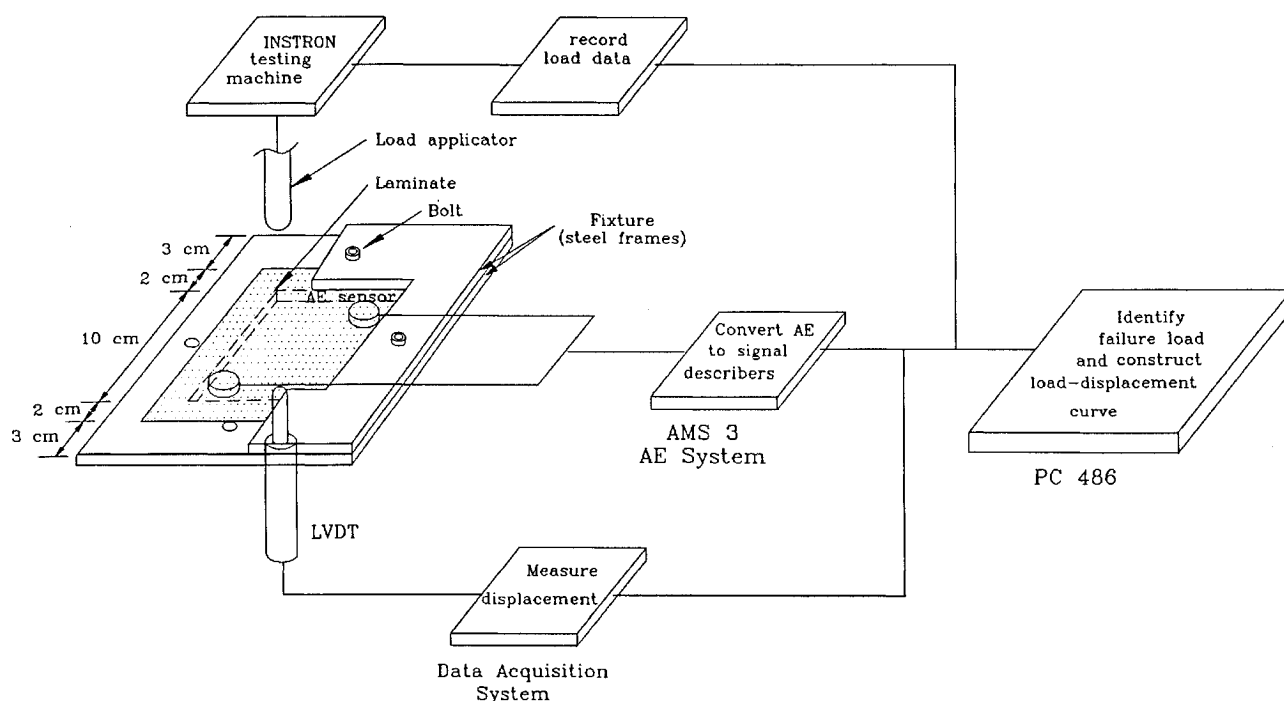 INSTRON
testing
machine
record
load data
Load applicator
Laminate
Bolt
Fixture
(steel frames)
3 cm
2 cm
10 cm
2 cm
3 cm
AE sensor
Convert AE
to signal
describers
AMS 3
AE System
Identify
failure load
and construct
load-displacement
curve
PC 486
LVDT
Measure
displacement
Data Acquisition
System